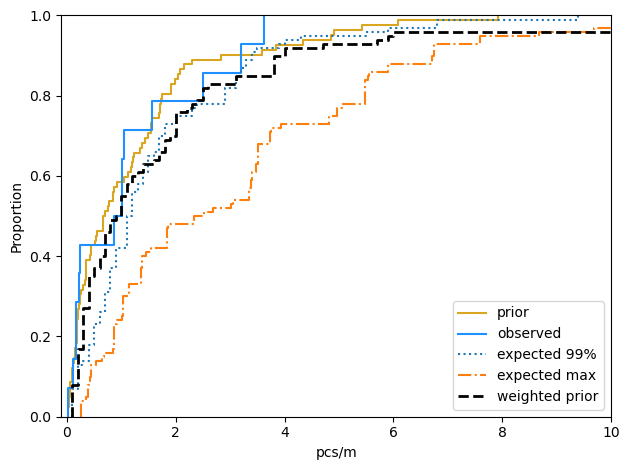 1.0
0.8
0.6
0.4
0.2
0.0
Proportion
0
2
4
6
8
10
pcs/m
prior
observed
expected 99%
expected max
weighted prior